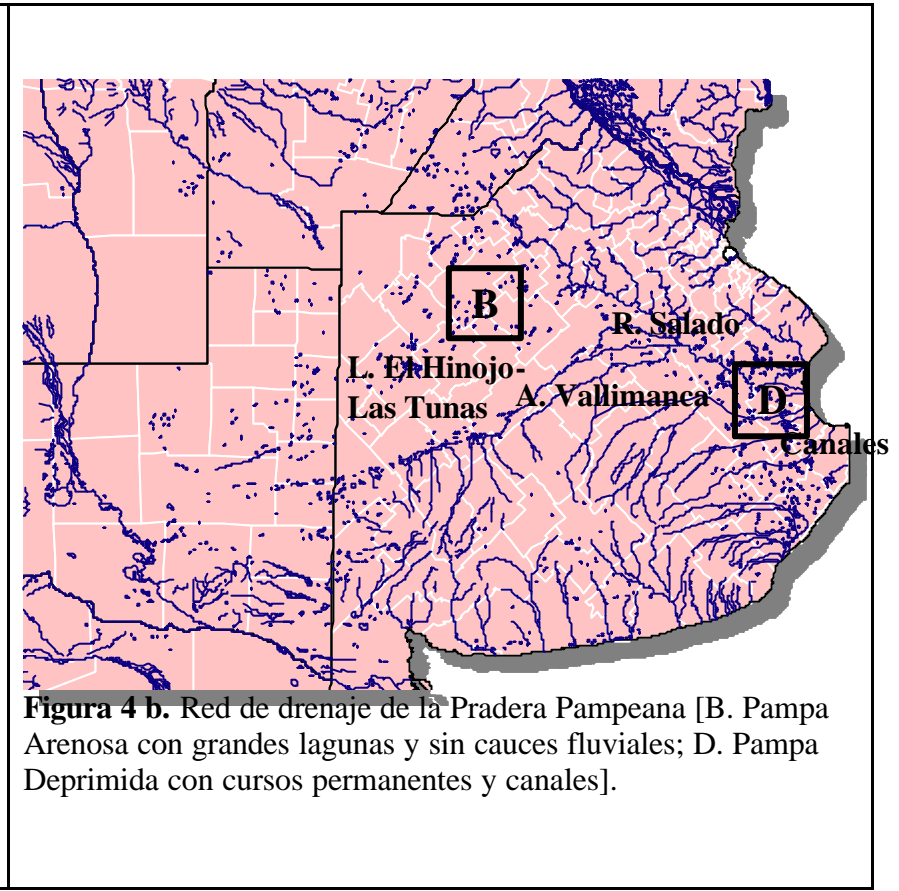 B
R. Salado
L. El Hinojo-
Las Tunas
A. Vallimanca
D
Canales
Figura 4 b. Red de drenaje de la Pradera Pampeana [B. Pampa
Arenosa con grandes lagunas y sin cauces fluviales; D. Pampa
Deprimida con cursos permanentes y canales].